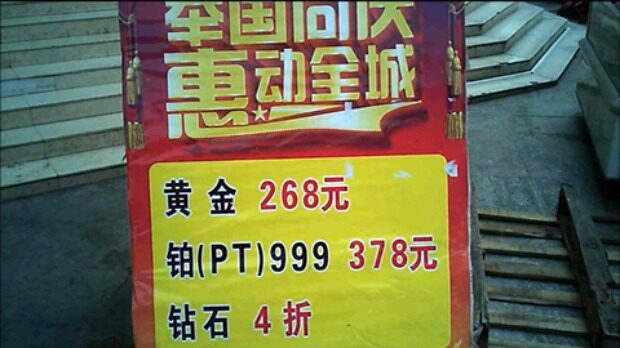 举国同庆
惠动全城
黄金 268元
铂(PT)999 378元
钻石 4折